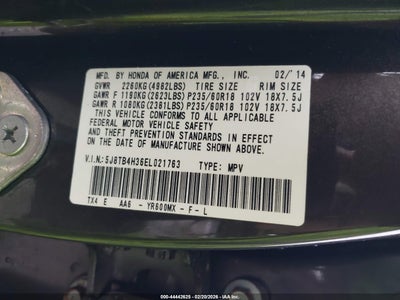 MFD. BY HONDA OF AMERICA MFG., INC. 02/'14
GVWR 2260KG(4982LBS) TIRE SIZE RIM SIZE
GAWR F 1190KG(2623LBS) P235/60R18 102V 18X7.5J
GAWR R 1080KG(2381LBS) P235/60R18 102V 18X7.5J
THIS VEHICLE CONFORMS TO ALL APPLICABLE
FEDERAL MOTOR VEHICLE SAFETY
AND THEFT PREVENTION STANDARDS IN EFFECT
ON THE DATE OF MANUFACTURE SHOWN ABOVE.
V.I.N.:5J8TB4H36EL021763 TYPE: MPV
TX4 E AA6 - YR600MX - F - L
000-44442625 - 02/20/2026 - IAAI.COM